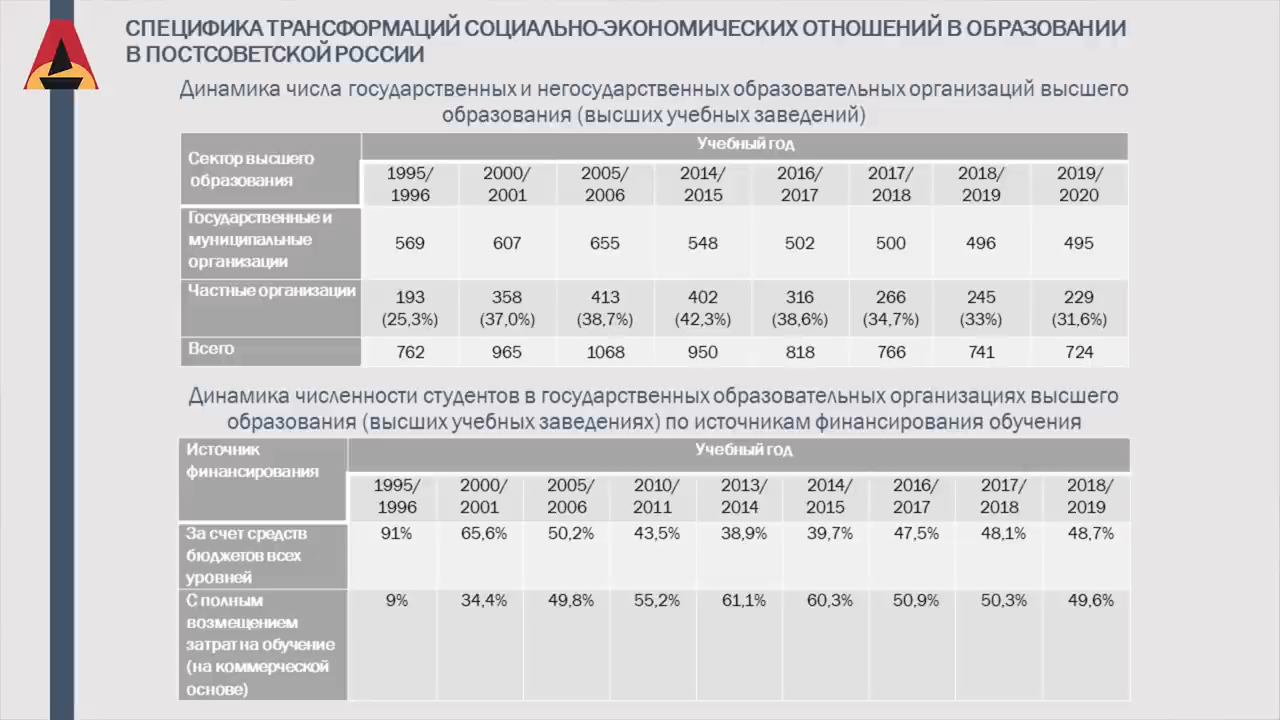 СПЕЦИФИКА ТРАНСФОРМАЦИЙ СОЦИАЛЬНО-ЭКОНОМИЧЕСКИХ ОТНОШЕНИЙ В ОБРАЗОВАНИИ
В ПОСТСОВЕТСКОЙ РОССИИ
Динамика числа государственных и негосударственных образовательных организаций высшего
образования (высших учебных заведений)
Сектор высшего
образования
Учебный год
1995/ 2000/ 2005/ 2014/ 2016/ 2017/ 2018/ 2019/
1996 2001 2006 2015 2017 2018 2019 2020
Государственные и
муниципальные
организации
569 607 655 548 502 500 496 495
Частные организации
193 358 413 402 316 266 245 229
(25,3%) (37,0%) (38,7%) (42,3%) (38,6%) (34,7%) (33%) (31,6%)
Всего 762 965 1068 950 818 766 741 724
Динамика численности студентов в государственных образовательных организациях высшего
образования (высших учебных заведениях) по источникам финансирования обучения
Источник
финансирования
Учебный год
1995/ 2000/ 2005/ 2010/ 2013/ 2014/ 2016/ 2017/ 2018/
1996 2001 2006 2011 2014 2015 2017 2018 2019
За счет средств
бюджетов всех
уровней
91% 65,6% 50,2% 43,5% 38,9% 39,7% 47,5% 48,1% 48,7%
С полным
возмещением
затрат на обучение
(на коммерческой
основе)
9% 34,4% 49,8% 55,2% 61,1% 60,3% 50,9% 50,3% 49,6%